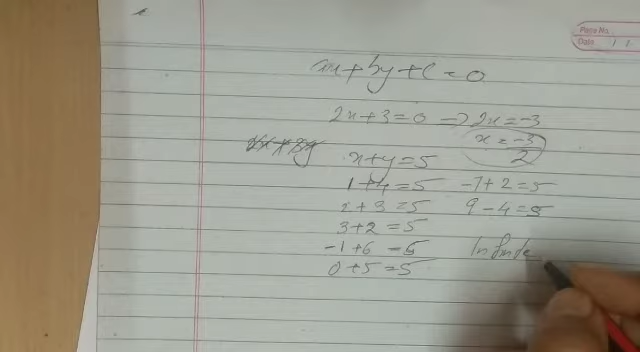 Page No.
Date / /
ax+by+c=0
2x+3=0 → 2x=-3
x=-3/2
x+y=5
1+4=5 -7+2=5
2+3=5 9-4=5
3+2=5
-1+6=5 Infinite
0+5=5